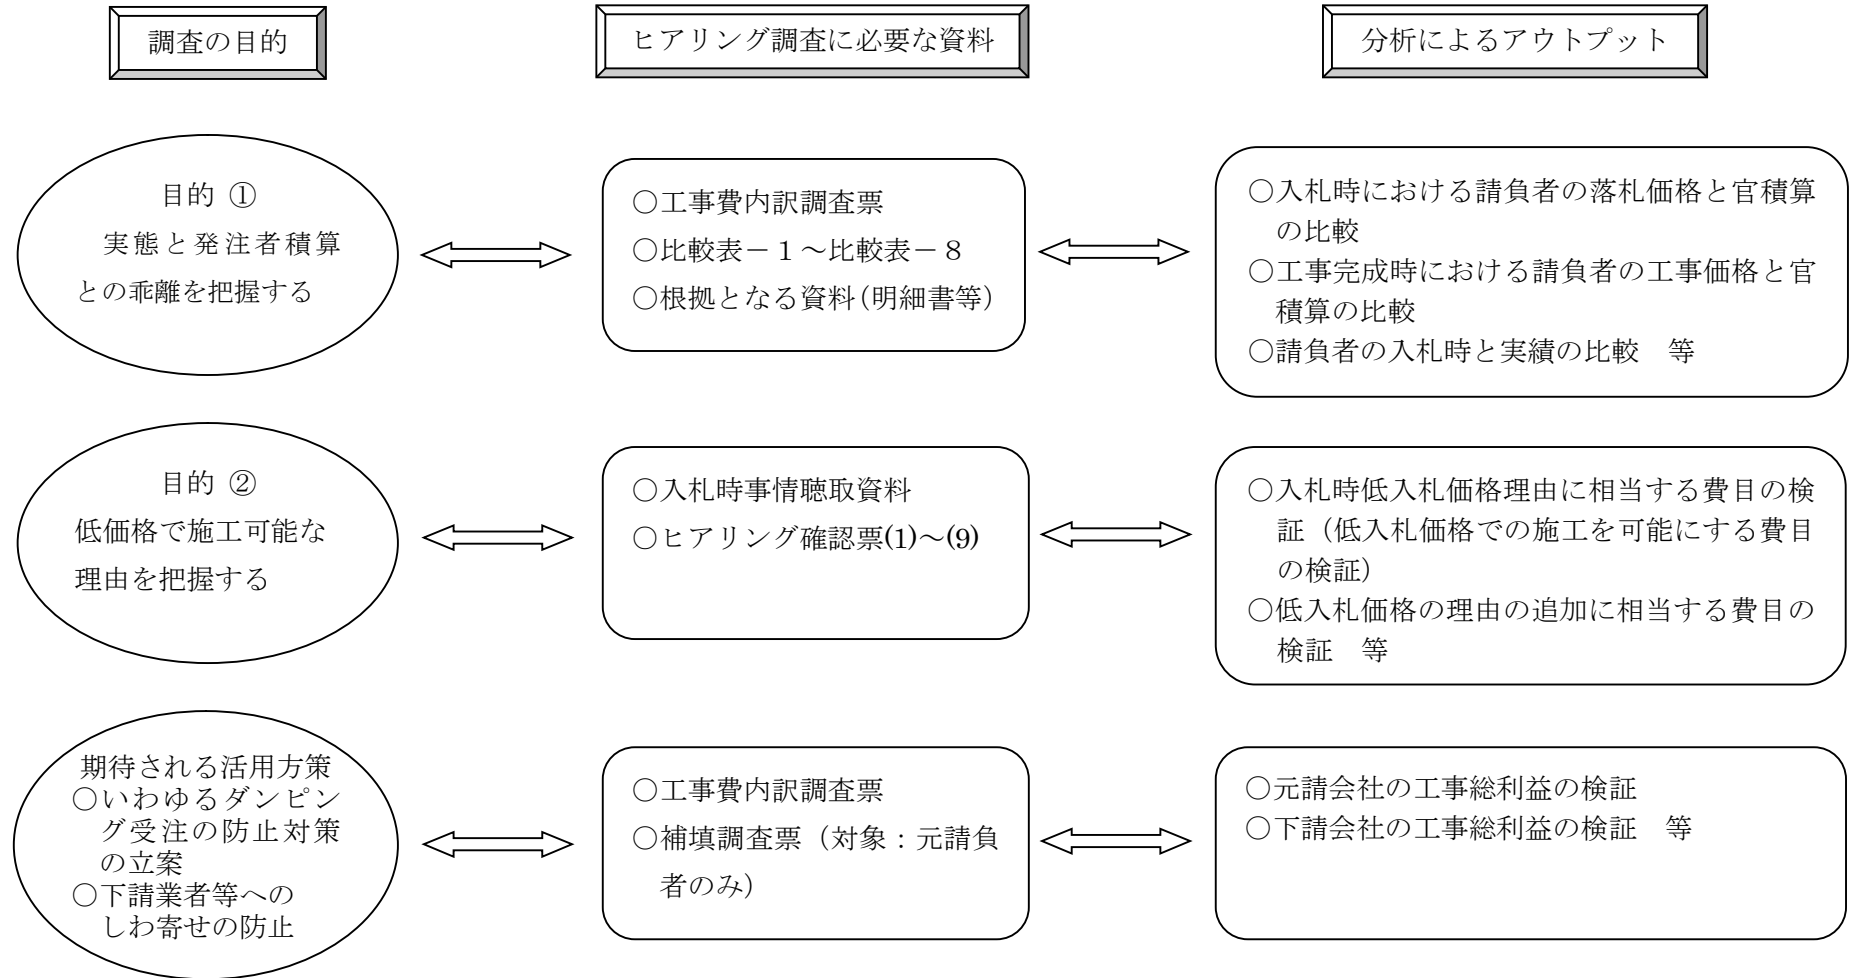 調査の目的
ヒアリング調査に必要な資料
分析によるアウトプット
目的 ①
実態と発注者積算
との乖離を把握する
○工事費内訳調査票
○比較表－１～比較表－８
○根拠となる資料(明細書等)
○入札時における請負者の落札価格と官積算
の比較
○工事完成時における請負者の工事価格と官
積算の比較
○請負者の入札時と実績の比較　等
目的 ②
低価格で施工可能な
理由を把握する
○入札時事情聴取資料
○ヒアリング確認票(1)～(9)
○入札時低入札価格理由に相当する費目の検
証（低入札価格での施工を可能にする費目
の検証）
○低入札価格の理由の追加に相当する費目の
検証　等
期待される活用方策
○いわゆるダンピン
グ受注の防止対策
の立案
○下請業者等への
しわ寄せの防止
○工事費内訳調査票
○補填調査票（対象：元請負
者のみ）
○元請会社の工事総利益の検証
○下請会社の工事総利益の検証　等